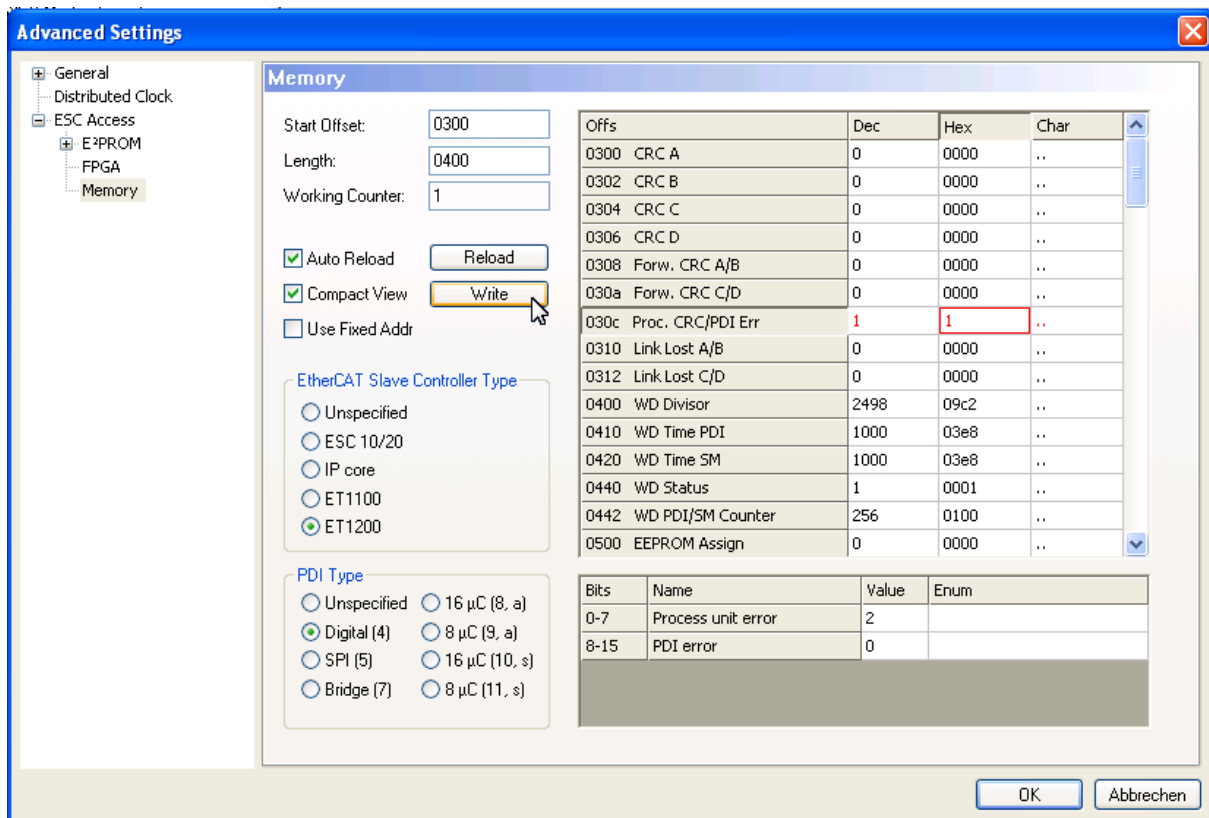 Advanced Settings
General
Distributed Clock
ESC Access
E²PROM
FPGA
Memory
Memory
Start Offset: 0300
Length: 0400
Working Counter: 1
Auto Reload Reload
Compact View Write
Use Fixed Addr
EtherCAT Slave Controller Type
Unspecified
ESC 10/20
IP core
ET1100
ET1200
PDI Type
Unspecified 16 µC (8, a)
Digital (4) 8 µC (9, a)
SPI (5) 16 µC (10, s)
Bridge (7) 8 µC (11, s)
Offs Dec Hex Char
0300 CRC A 0 0000 ..
0302 CRC B 0 0000 ..
0304 CRC C 0 0000 ..
0306 CRC D 0 0000 ..
0308 Forw. CRC A/B 0 0000 ..
030a Forw. CRC C/D 0 0000 ..
030c Proc. CRC/PDI Err 1 1 ..
0310 Link Lost A/B 0 0000 ..
0312 Link Lost C/D 0 0000 ..
0400 WD Divisor 2498 09c2 ..
0410 WD Time PDI 1000 03e8 ..
0420 WD Time SM 1000 03e8 ..
0440 WD Status 1 0001 ..
0442 WD PDI/SM Counter 256 0100 ..
0500 EEPROM Assign 0 0000 ..
Bits Name Value Enum
0-7 Process unit error 2
8-15 PDI error 0
OK Abbrechen